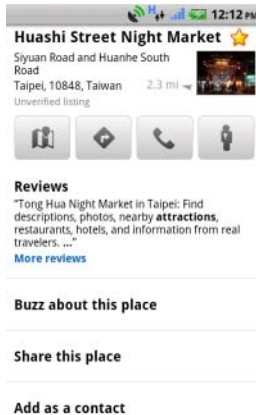 12:12 PM
Huashi Street Night Market
Siyuan Road and Huanhe South
Road
Taipei, 10848, Taiwan 2.3 mi
Unverified listing
Reviews
"Tong Hua Night Market in Taipei: Find
descriptions, photos, nearby attractions,
restaurants, hotels, and information from real
travelers. ..."
More reviews
Buzz about this place
Share this place
Add as a contact